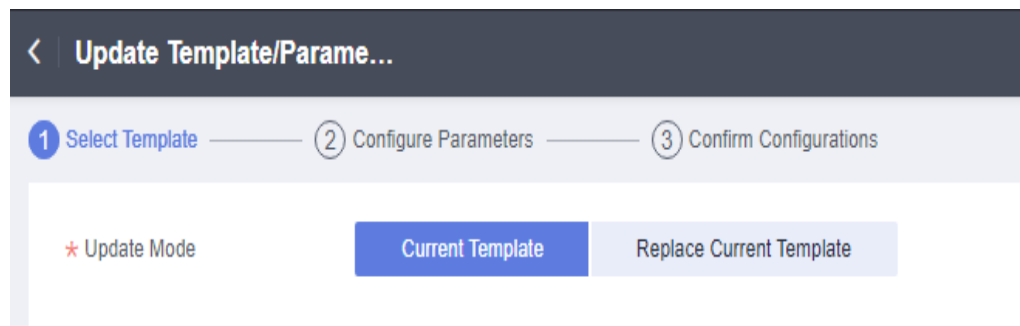 Update Template/Parame...
1 Select Template 2 Configure Parameters 3 Confirm Configurations
* Update Mode Current Template Replace Current Template